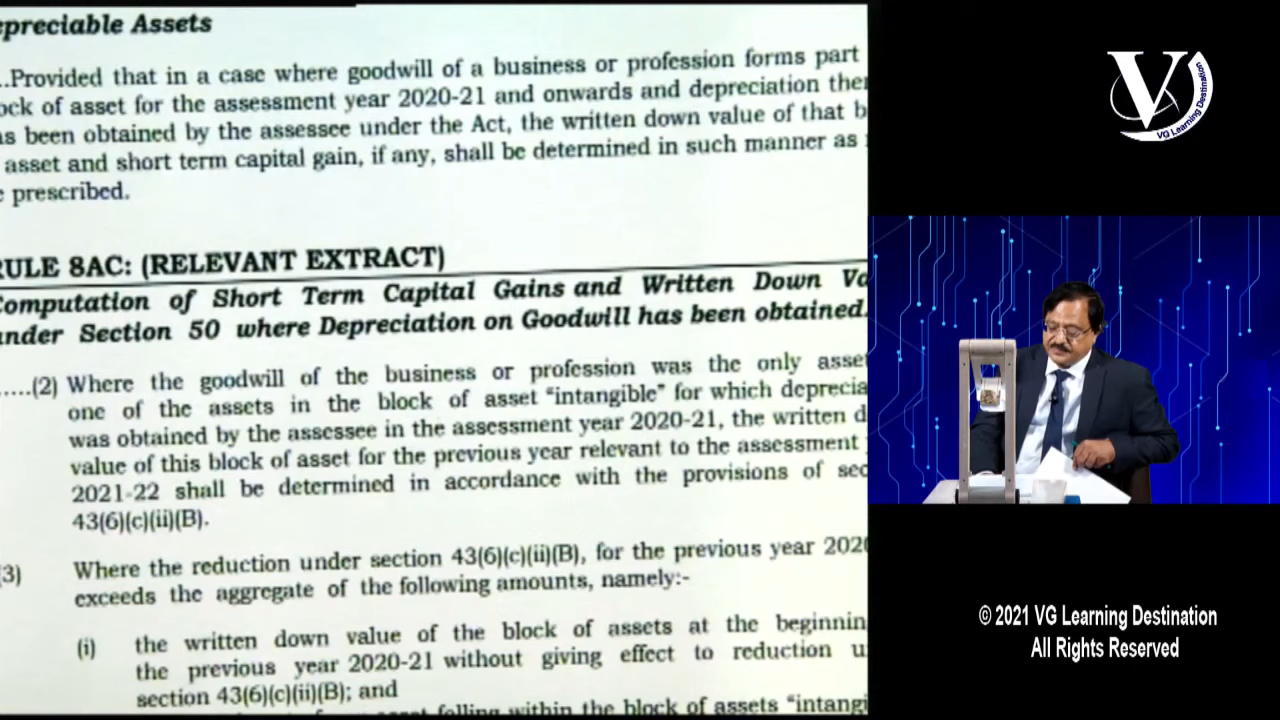 preciable Assets
...Provided that in a case where goodwill of a business or profession forms part
ock of asset for the assessment year 2020-21 and onwards and depreciation ther
as been obtained by the assessee under the Act, the written down value of that b
asset and short term capital gain, if any, shall be determined in such manner as
e prescribed.
RULE 8AC: (RELEVANT EXTRACT)
omputation of Short Term Capital Gains and Written Down Va
under Section 50 where Depreciation on Goodwill has been obtained.
.....(2) Where the goodwill of the business or profession was the only asse
one of the assets in the block of asset "intangible" for which deprecia
was obtained by the assessee in the assessment year 2020-21, the written d
value of this block of asset for the previous year relevant to the assessment
2021-22 shall be determined in accordance with the provisions of sec
43(6)(c)(ii)(B).
3) Where the reduction under section 43(6)(c)(ii)(B), for the previous year 202
exceeds the aggregate of the following amounts, namely:-
(i) the written down value of the block of assets at the beginnin
the previous year 2020-21 without giving effect to reduction u
section 43(6)(c)(ii)(B); and
asset falling within the block of assets "intangi
V
VG Learning Destination
© 2021 VG Learning Destination
All Rights Reserved